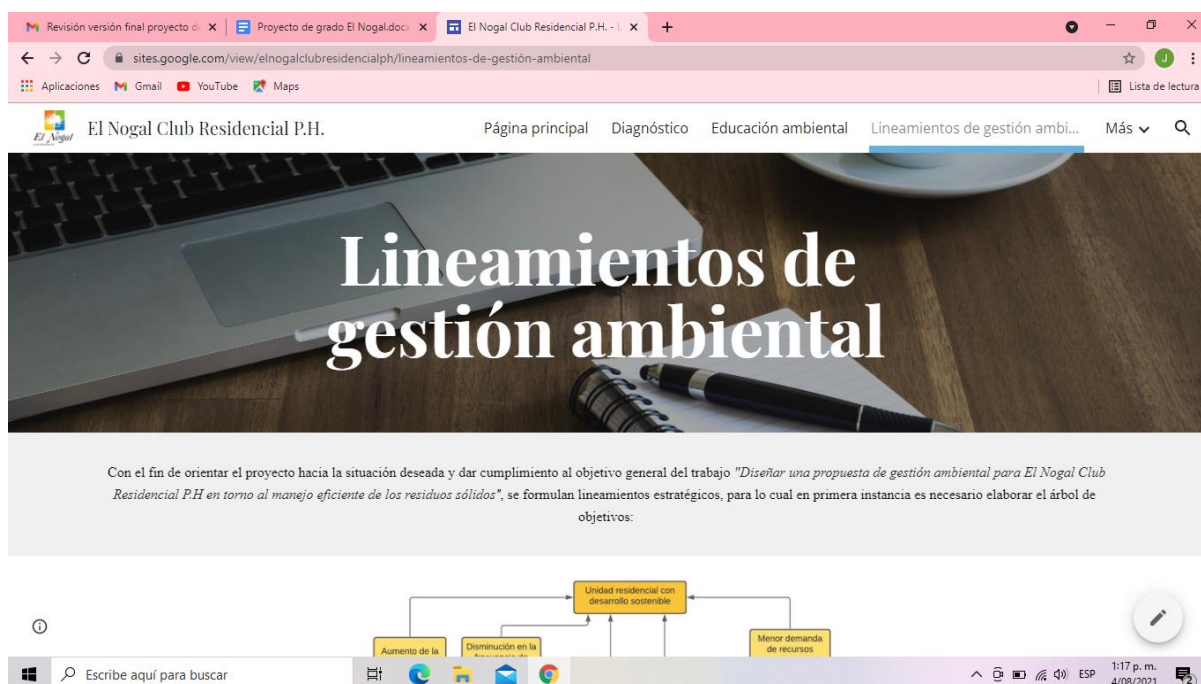 Revisión versión final proyecto d
Proyecto de grado El Nogal.docx
El Nogal Club Residencial P.H. - L
sites.google.com/view/elnogalclubresidencialph/lineamientos-de-gestión-ambiental
J
Aplicaciones
Gmail
YouTube
Maps
Lista de lectura
El Nogal
El Nogal Club Residencial P.H.
Página principal
Diagnóstico
Educación ambiental
Lineamientos de gestión ambi...
Más
Lineamientos de
gestión ambiental
Con el fin de orientar el proyecto hacia la situación deseada y dar cumplimiento al objetivo general del trabajo "Diseñar una propuesta de gestión ambiental para El Nogal Club
Residencial P.H en torno al manejo eficiente de los residuos sólidos", se formulan lineamientos estratégicos, para lo cual en primera instancia es necesario elaborar el árbol de
objetivos:
Unidad residencial con
desarrollo sostenible
Aumento de la
Disminución en la
frecuencia de
Menor demanda
de recursos
Escribe aquí para buscar
ESP
1:17 p. m.
4/08/2021
2